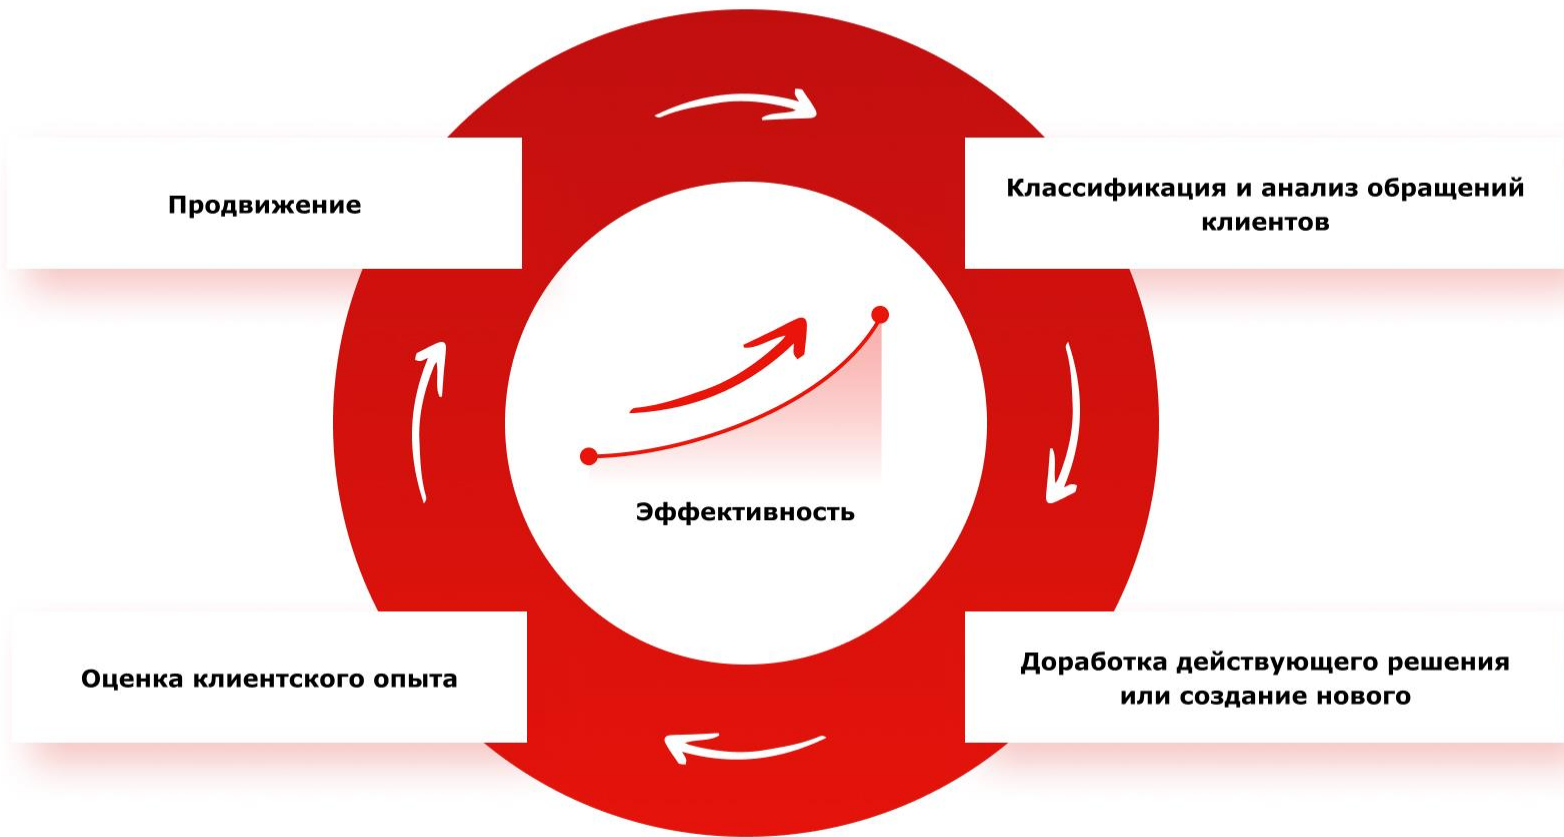 Продвижение
Классификация и анализ обращений
клиентов
Эффективность
Оценка клиентского опыта
Доработка действующего решения
или создание нового